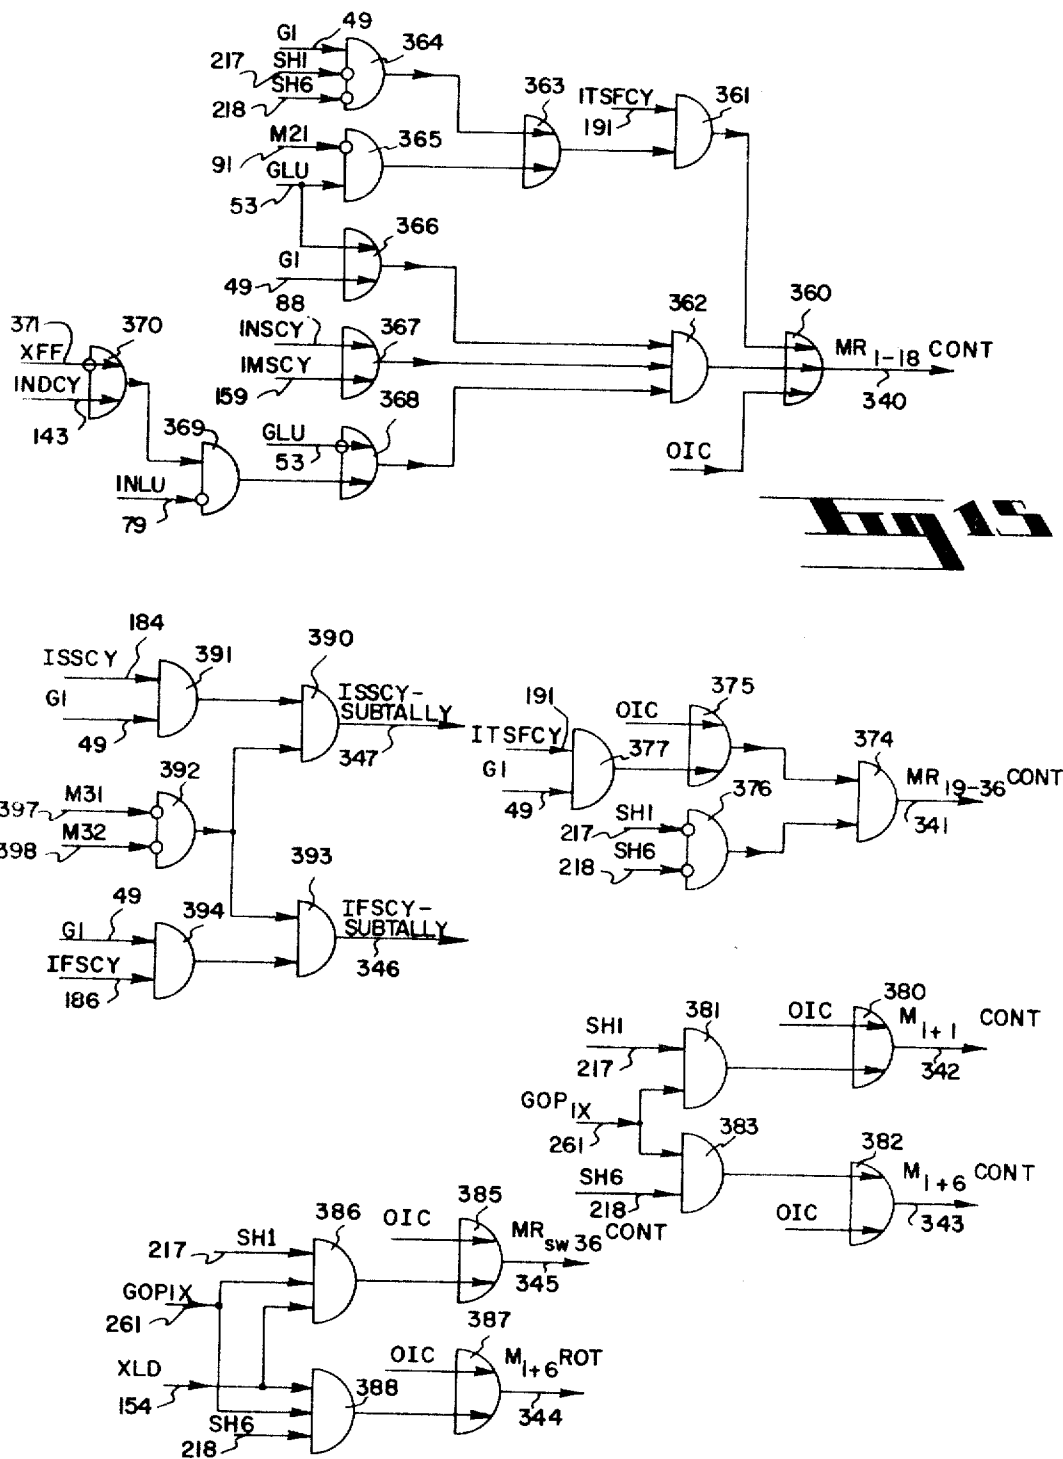 GI 49
364
217 SHI
SH6
218
363
ITSFCY
191
361
M2I
91
365
GLU
53
366
GI
49
88
INSCY
367
IMSCY
159
362
360
MR 1-18 CONT
340
371
XFF
370
INDCY
143
369
INLU
79
GLU
53
368
OIC
Fig 15
184
ISSCY
391
GI
49
390
ISSCY-
SUBTALLY
347
M31
397
392
M32
398
49
GI
394
IFSCY
186
393
IFSCY-
SUBTALLY
346
191
ITSFCY
GI
49
377
OIC
375
376
SHI
217
SH6
218
374
MR 19-36 CONT
341
SHI
217
381
OIC
380
M I+I CONT
342
GOP IX
261
383
SH6
218
382
OIC
M I+6 CONT
343
217 SHI
386
OIC
385
MR SW 36 CONT
345
GOPIX
261
XLD
154
SH6
218
388
OIC
387
M I+6 ROT
344